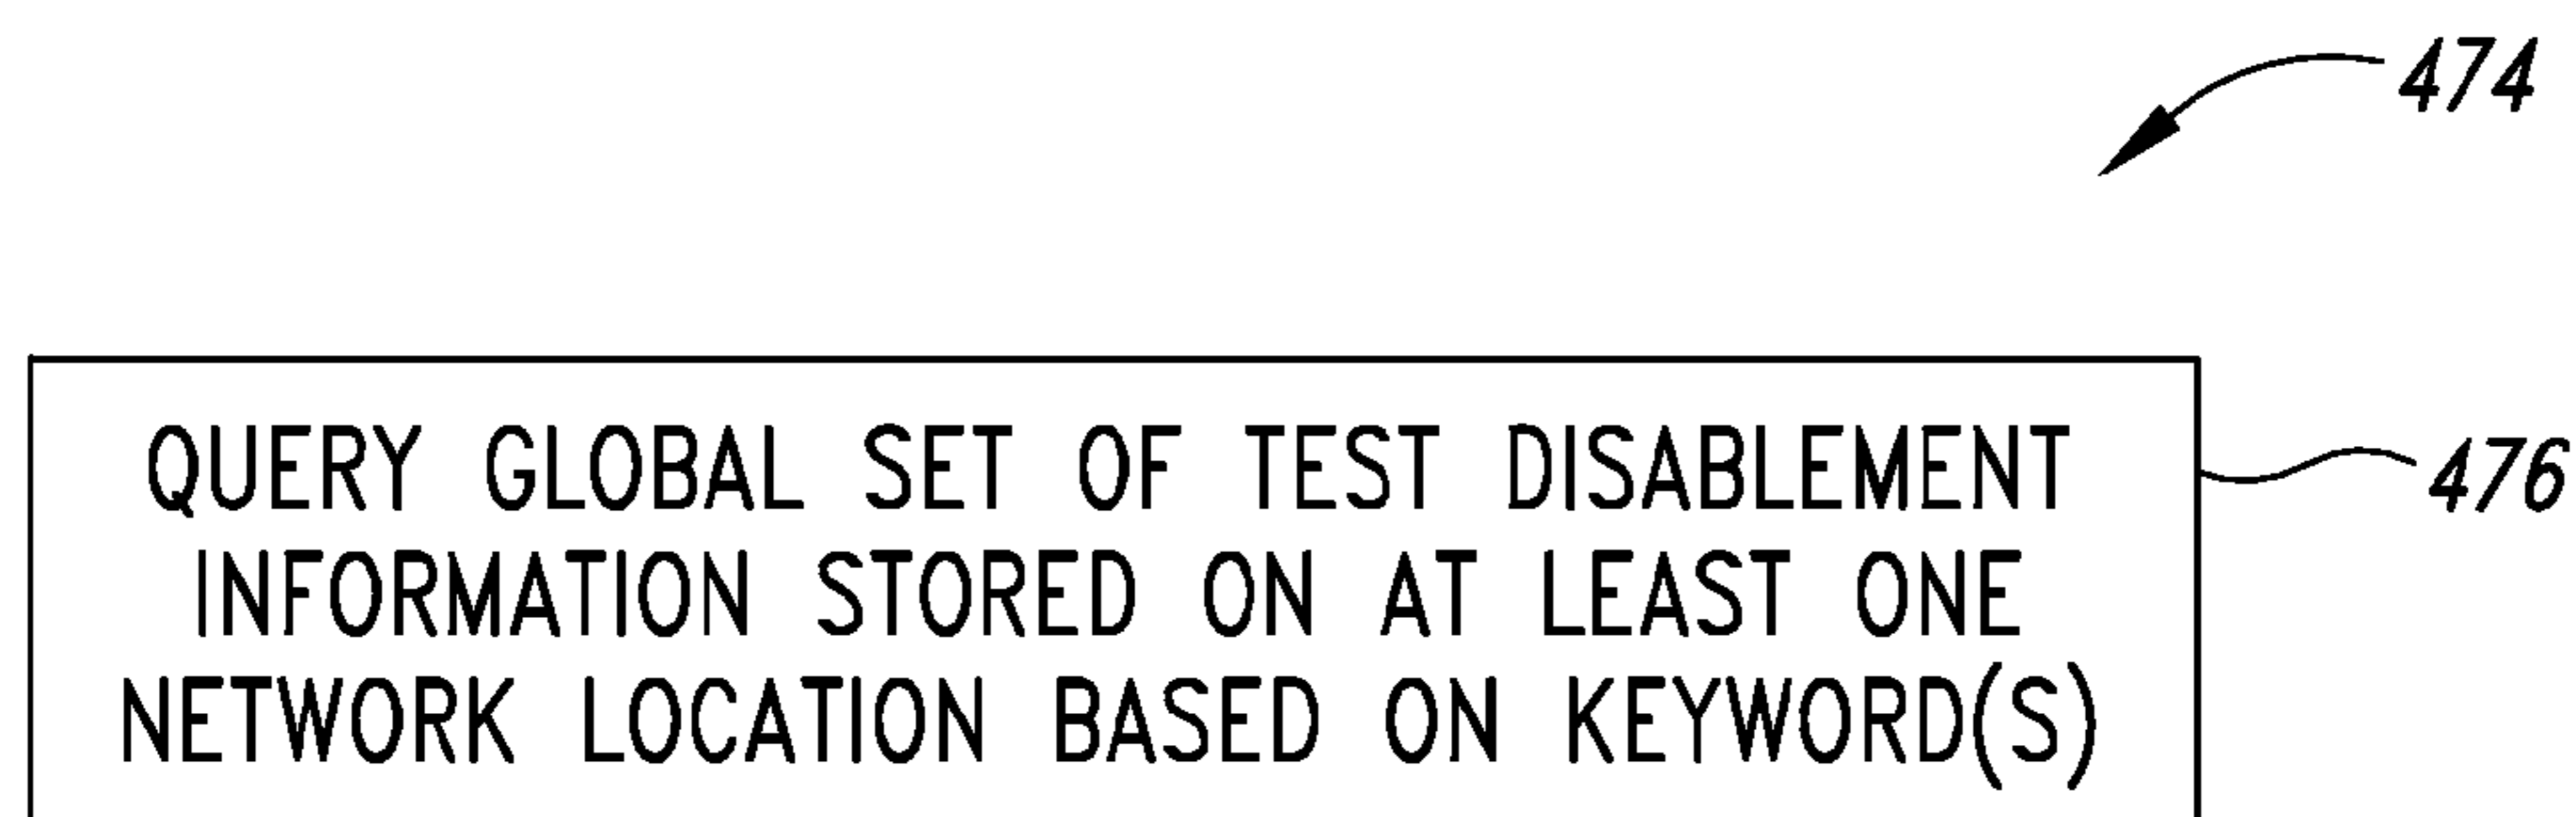 474
QUERY GLOBAL SET OF TEST DISABLEMENT
476
INFORMATION STORED ON AT LEAST ONE
NETWORK LOCATION BASED ON KEYWORD(S)